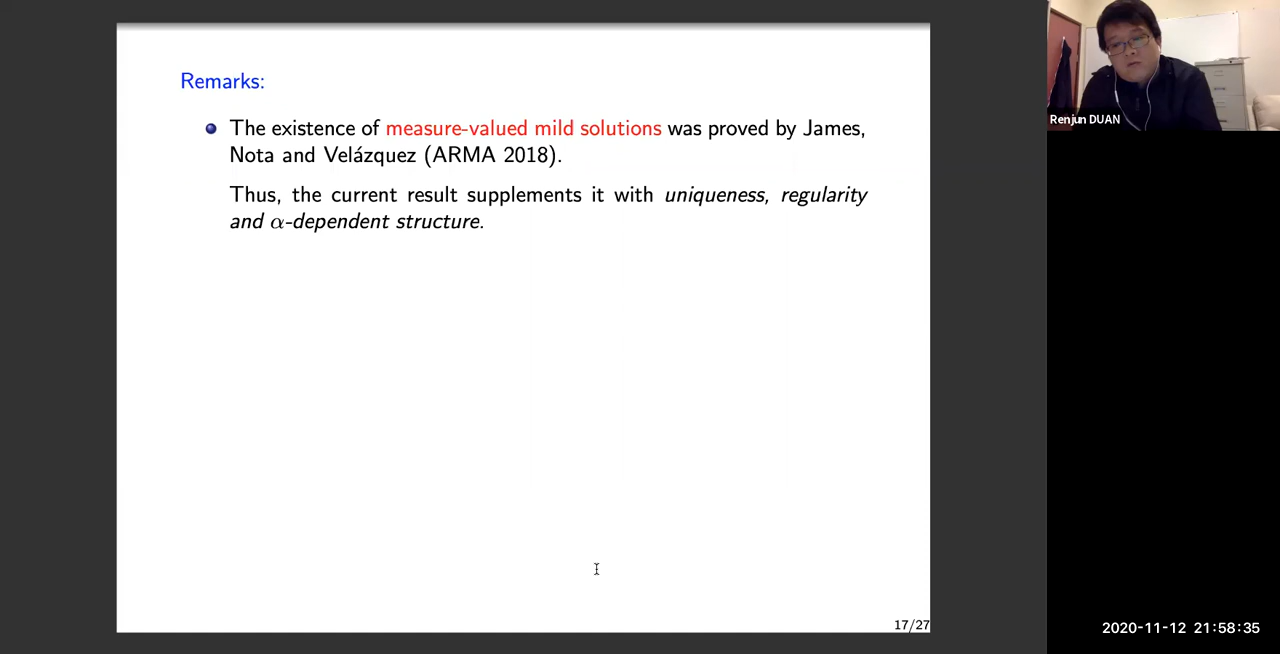 Remarks:
The existence of measure-valued mild solutions was proved by James,
Nota and Velázquez (ARMA 2018).
Thus, the current result supplements it with uniqueness, regularity
and α-dependent structure.
17/27
Renjun DUAN
2020-11-12 21:58:35